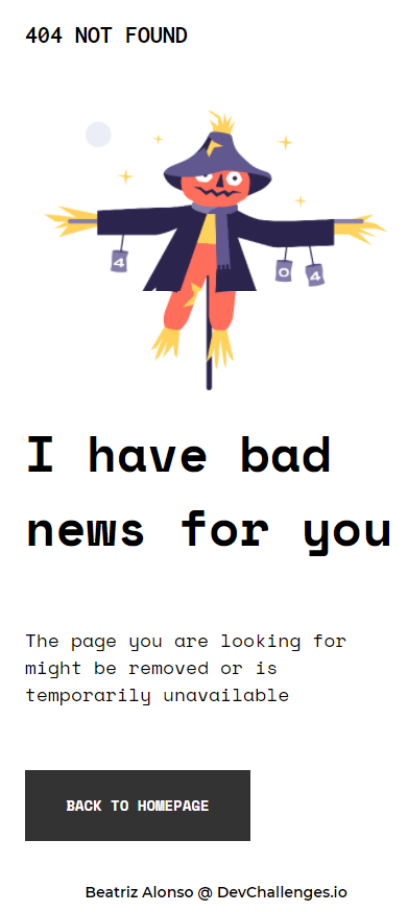 404 NOT FOUND
4
0 4
I have bad
news for you
The page you are looking for
might be removed or is
temporarily unavailable
BACK TO HOMEPAGE
Beatriz Alonso @ DevChallenges.io